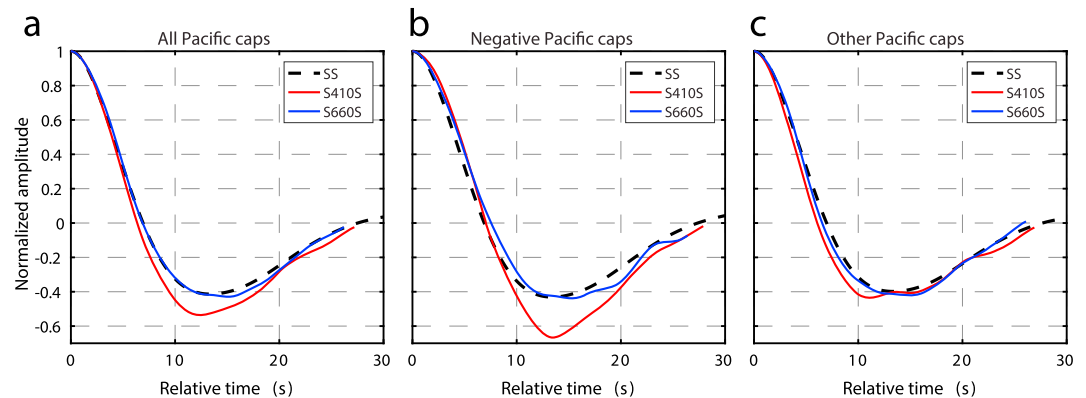 a
All Pacific caps
b
Negative Pacific caps
c
Other Pacific caps
Normalized amplitude
1
0.8
0.6
0.4
0.2
0
-0.2
-0.4
-0.6
SS
S410S
S660S
0 10 20 30
Relative time (s)
SS
S410S
S660S
0 10 20 30
Relative time (s)
SS
S410S
S660S
0 10 20 30
Relative time (s)